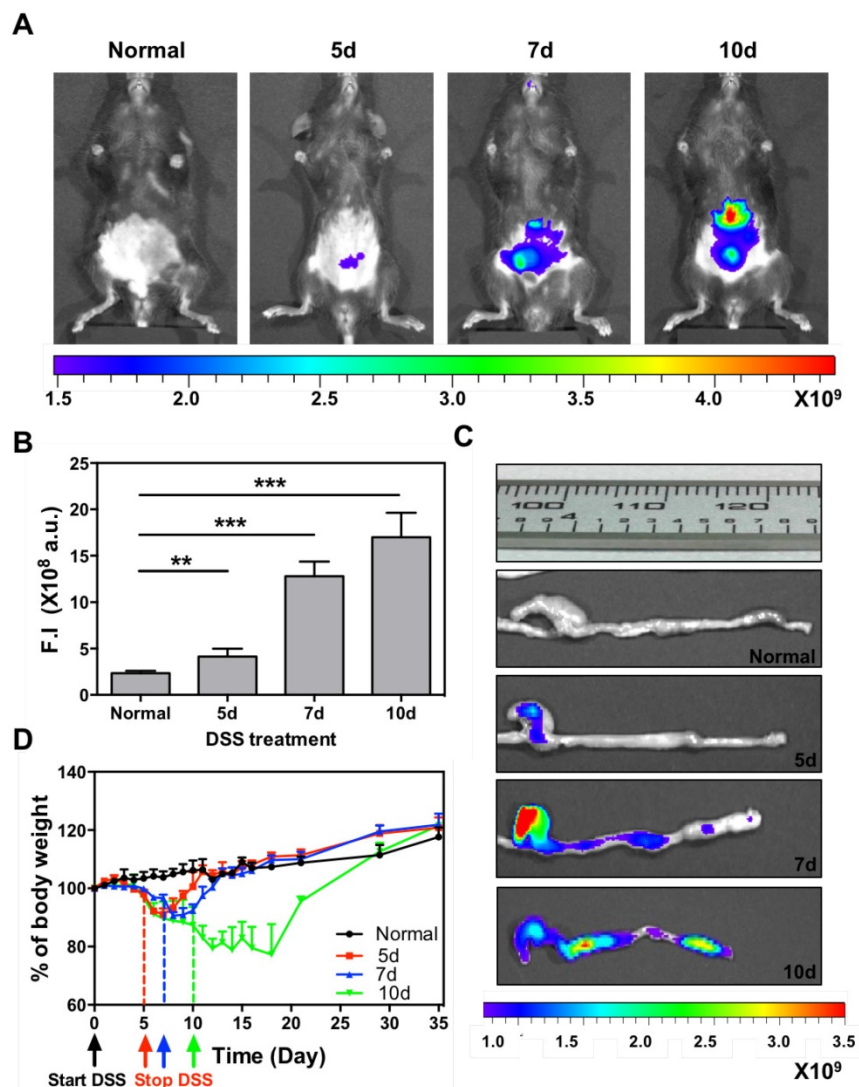 A
Normal 5d 7d 10d
1.5 2.0 2.5 3.0 3.5 4.0 X10⁹
B
25
20
15
10
5
0
F.I (X10⁸ a.u.)
***
***
**
Normal 5d 7d 10d
DSS treatment
C
100 110 120
4
Normal
5d
7d
10d
1.0 1.5 2.0 2.5 3.0 3.5
X10⁹
D
140
120
100
80
60
% of body weight
Normal
5d
7d
10d
0 5 10 15 20 25 30 35
Time (Day)
Start DSS Stop DSS